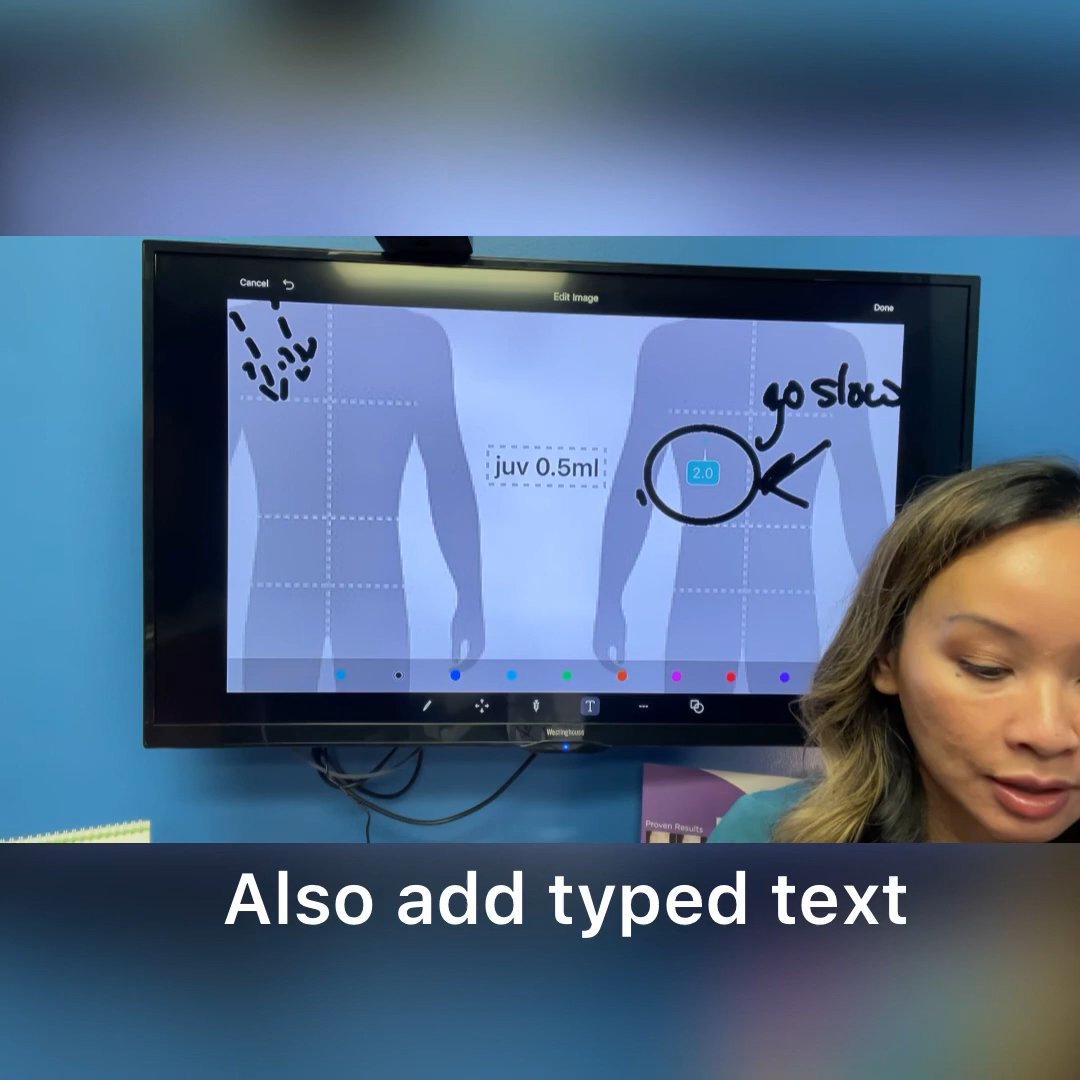 Cancel
Edit Image
Done
go slow
juv 0.5ml
2.0
T
Westinghouse
Proven Results
Also add typed text